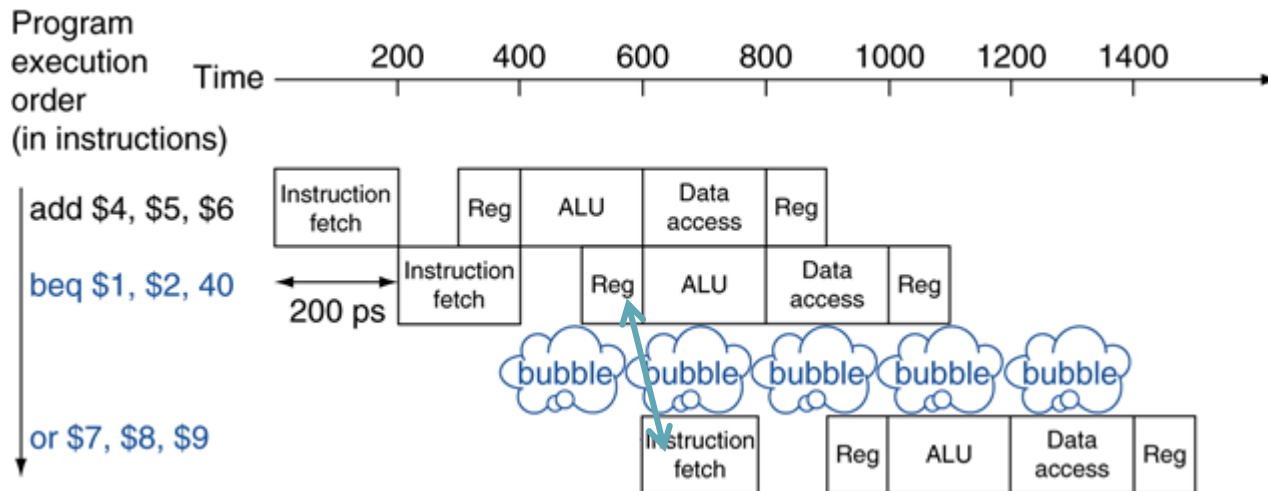 Program
execution
order
(in instructions)
Time
200 400 600 800 1000 1200 1400
add $4, $5, $6
Instruction
fetch
Reg
ALU
Data
access
Reg
beq $1, $2, 40
200 ps
Instruction
fetch
Reg
ALU
Data
access
Reg
bubble bubble bubble bubble bubble
or $7, $8, $9
Instruction
fetch
Reg
ALU
Data
access
Reg